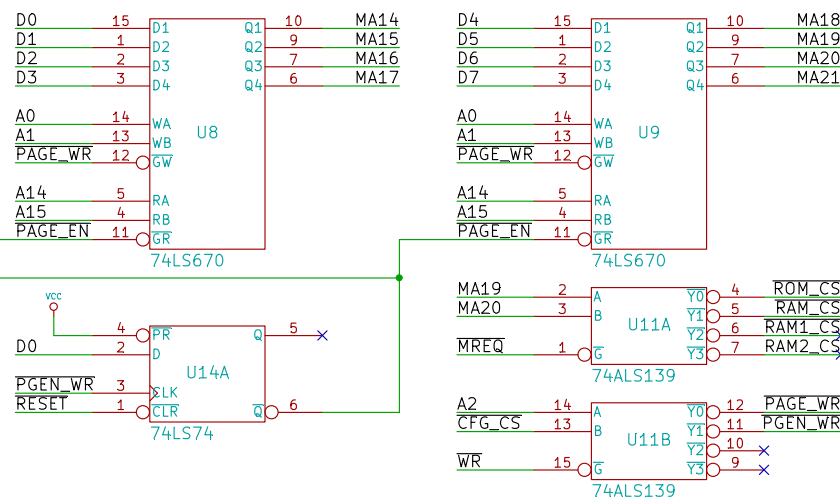 D0 15 D1 Q1 10 MA14
D1 1 D2 Q2 9 MA15
D2 2 D3 Q3 7 MA16
D3 3 D4 Q4 6 MA17
A0 14 WA
A1 13 WB
PAGE_WR 12 GW
U8
A14 5 RA
A15 4 RB
PAGE_EN 11 GR
74LS670
D4 15 D1 Q1 10 MA18
D5 1 D2 Q2 9 MA19
D6 2 D3 Q3 7 MA20
D7 3 D4 Q4 6 MA21
A0 14 WA
A1 13 WB
PAGE_WR 12 GW
U9
A14 5 RA
A15 4 RB
PAGE_EN 11 GR
74LS670
VCC
4 PR Q 5
D0 2 D
U14A
PGEN_WR 3 CLK
RESET 1 CLR Q 6
74LS74
MA19 2 A Y0 4 ROM_CS
MA20 3 B Y1 5 RAM_CS
U11A
Y2 6 RAM1_CS
MREQ 1 G Y3 7 RAM2_CS
74ALS139
A2 14 A Y0 12 PAGE_WR
CFG_CS 13 B Y1 11 PGEN_WR
U11B
Y2 10
WR 15 G Y3 9
74ALS139